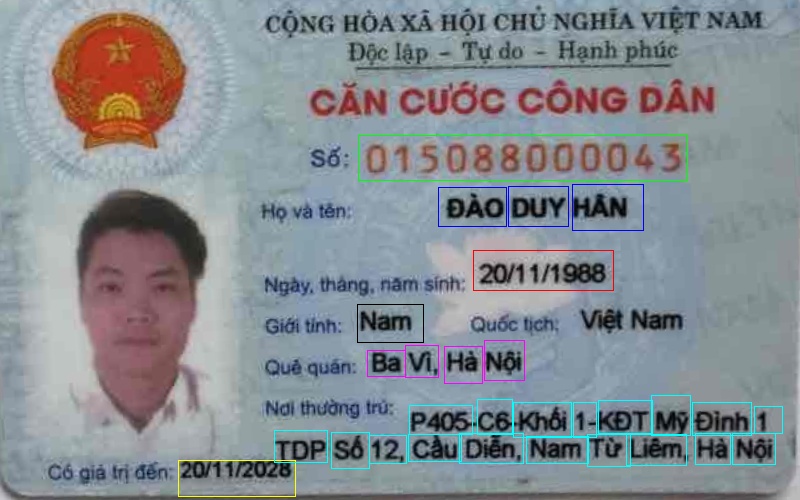 CỘNG HÒA XÃ HỘI CHỦ NGHĨA VIỆT NAM
Độc lập - Tự do - Hạnh phúc
CĂN CƯỚC CÔNG DÂN
Số: 015088000043
Họ và tên: ĐÀO DUY HÂN
Ngày, tháng, năm sinh: 20/11/1988
Giới tính: Nam Quốc tịch: Việt Nam
Quê quán: Ba Vì, Hà Nội
Nơi thường trú: P405-C6-Khối 1-KĐT Mỹ Đình 1
TDP Số 12, Cầu Diễn, Nam Từ Liêm, Hà Nội
Có giá trị đến: 20/11/2028